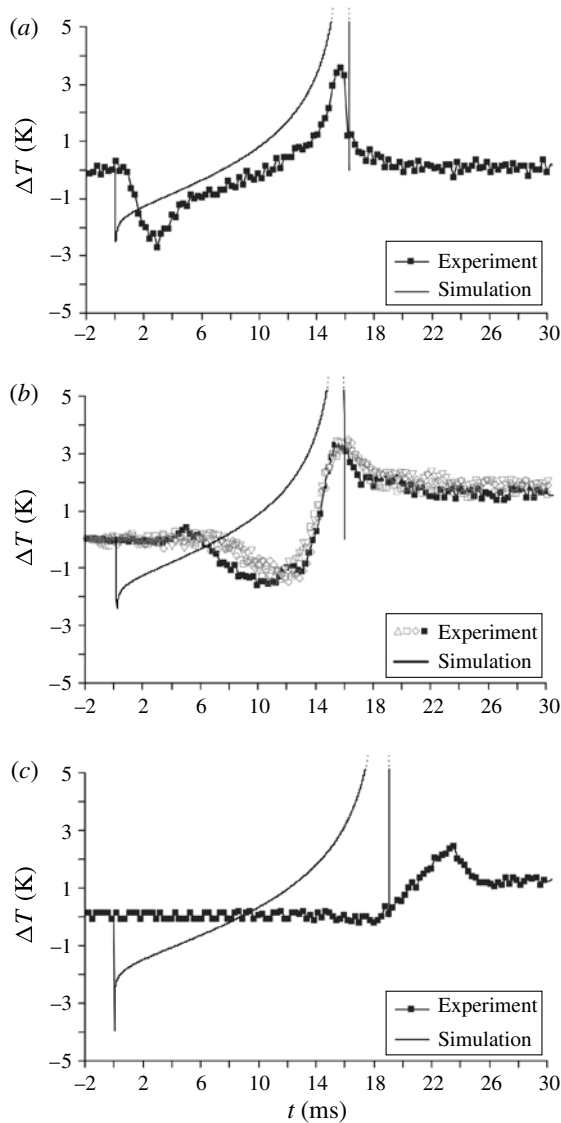 (a)
5
3
1
–1
–3
–5
ΔT (K)
Experiment
Simulation
–2 2 6 10 14 18 22 26 30
(b)
5
3
1
–1
–3
–5
ΔT (K)
Experiment
Simulation
–2 2 6 10 14 18 22 26 30
(c)
5
3
1
–1
–3
–5
ΔT (K)
Experiment
Simulation
–2 2 6 10 14 18 22 26 30
t (ms)